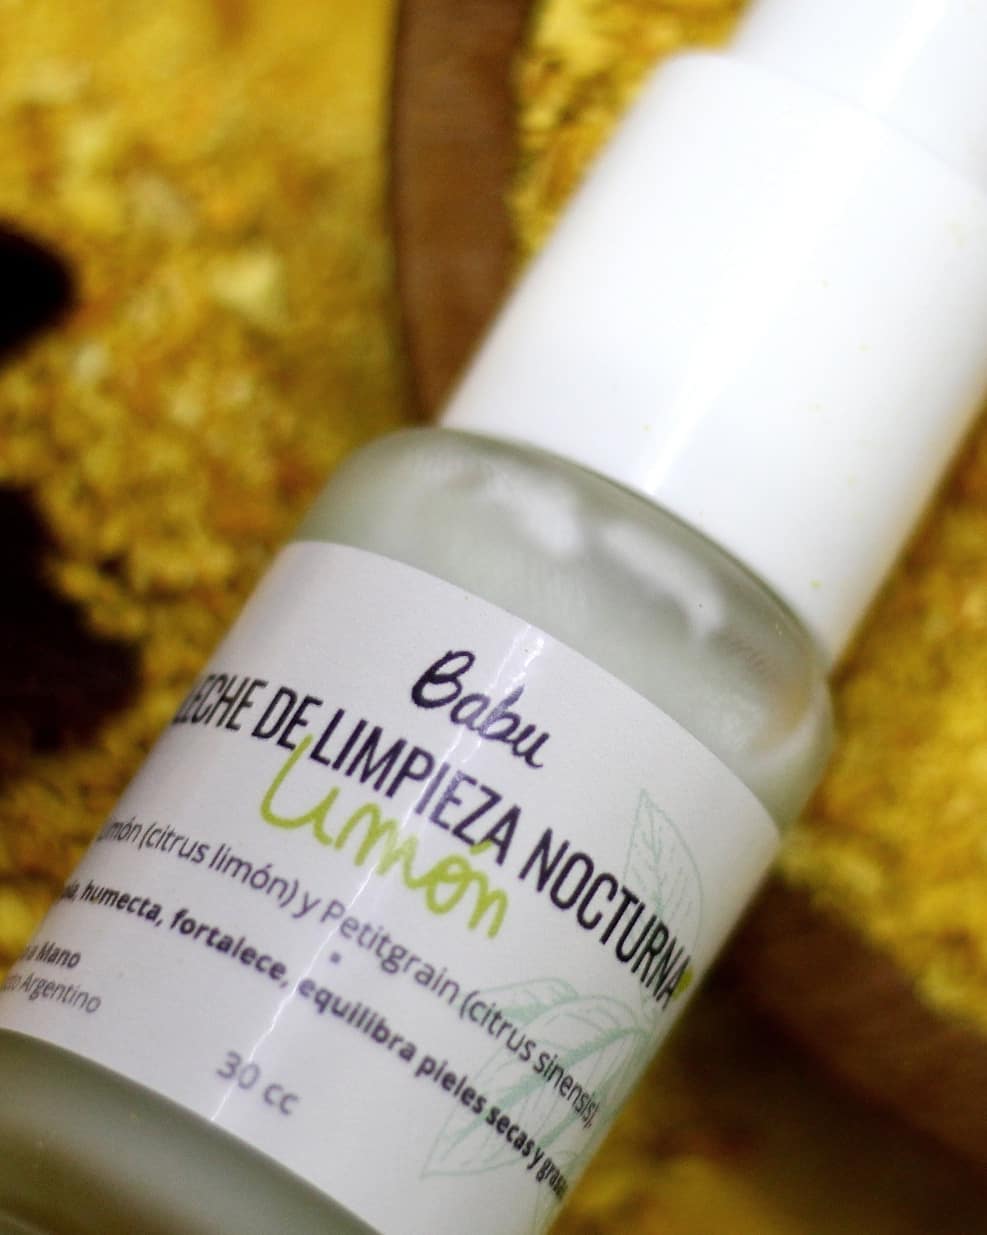 Babu
LECHE DE LIMPIEZA NOCTURNA
Limón
Limón (citrus limón) y Petitgrain (citrus sinensis),
humecta, fortalece, equilibra pieles secas y grasas
a Mano
Argentino
30 cc